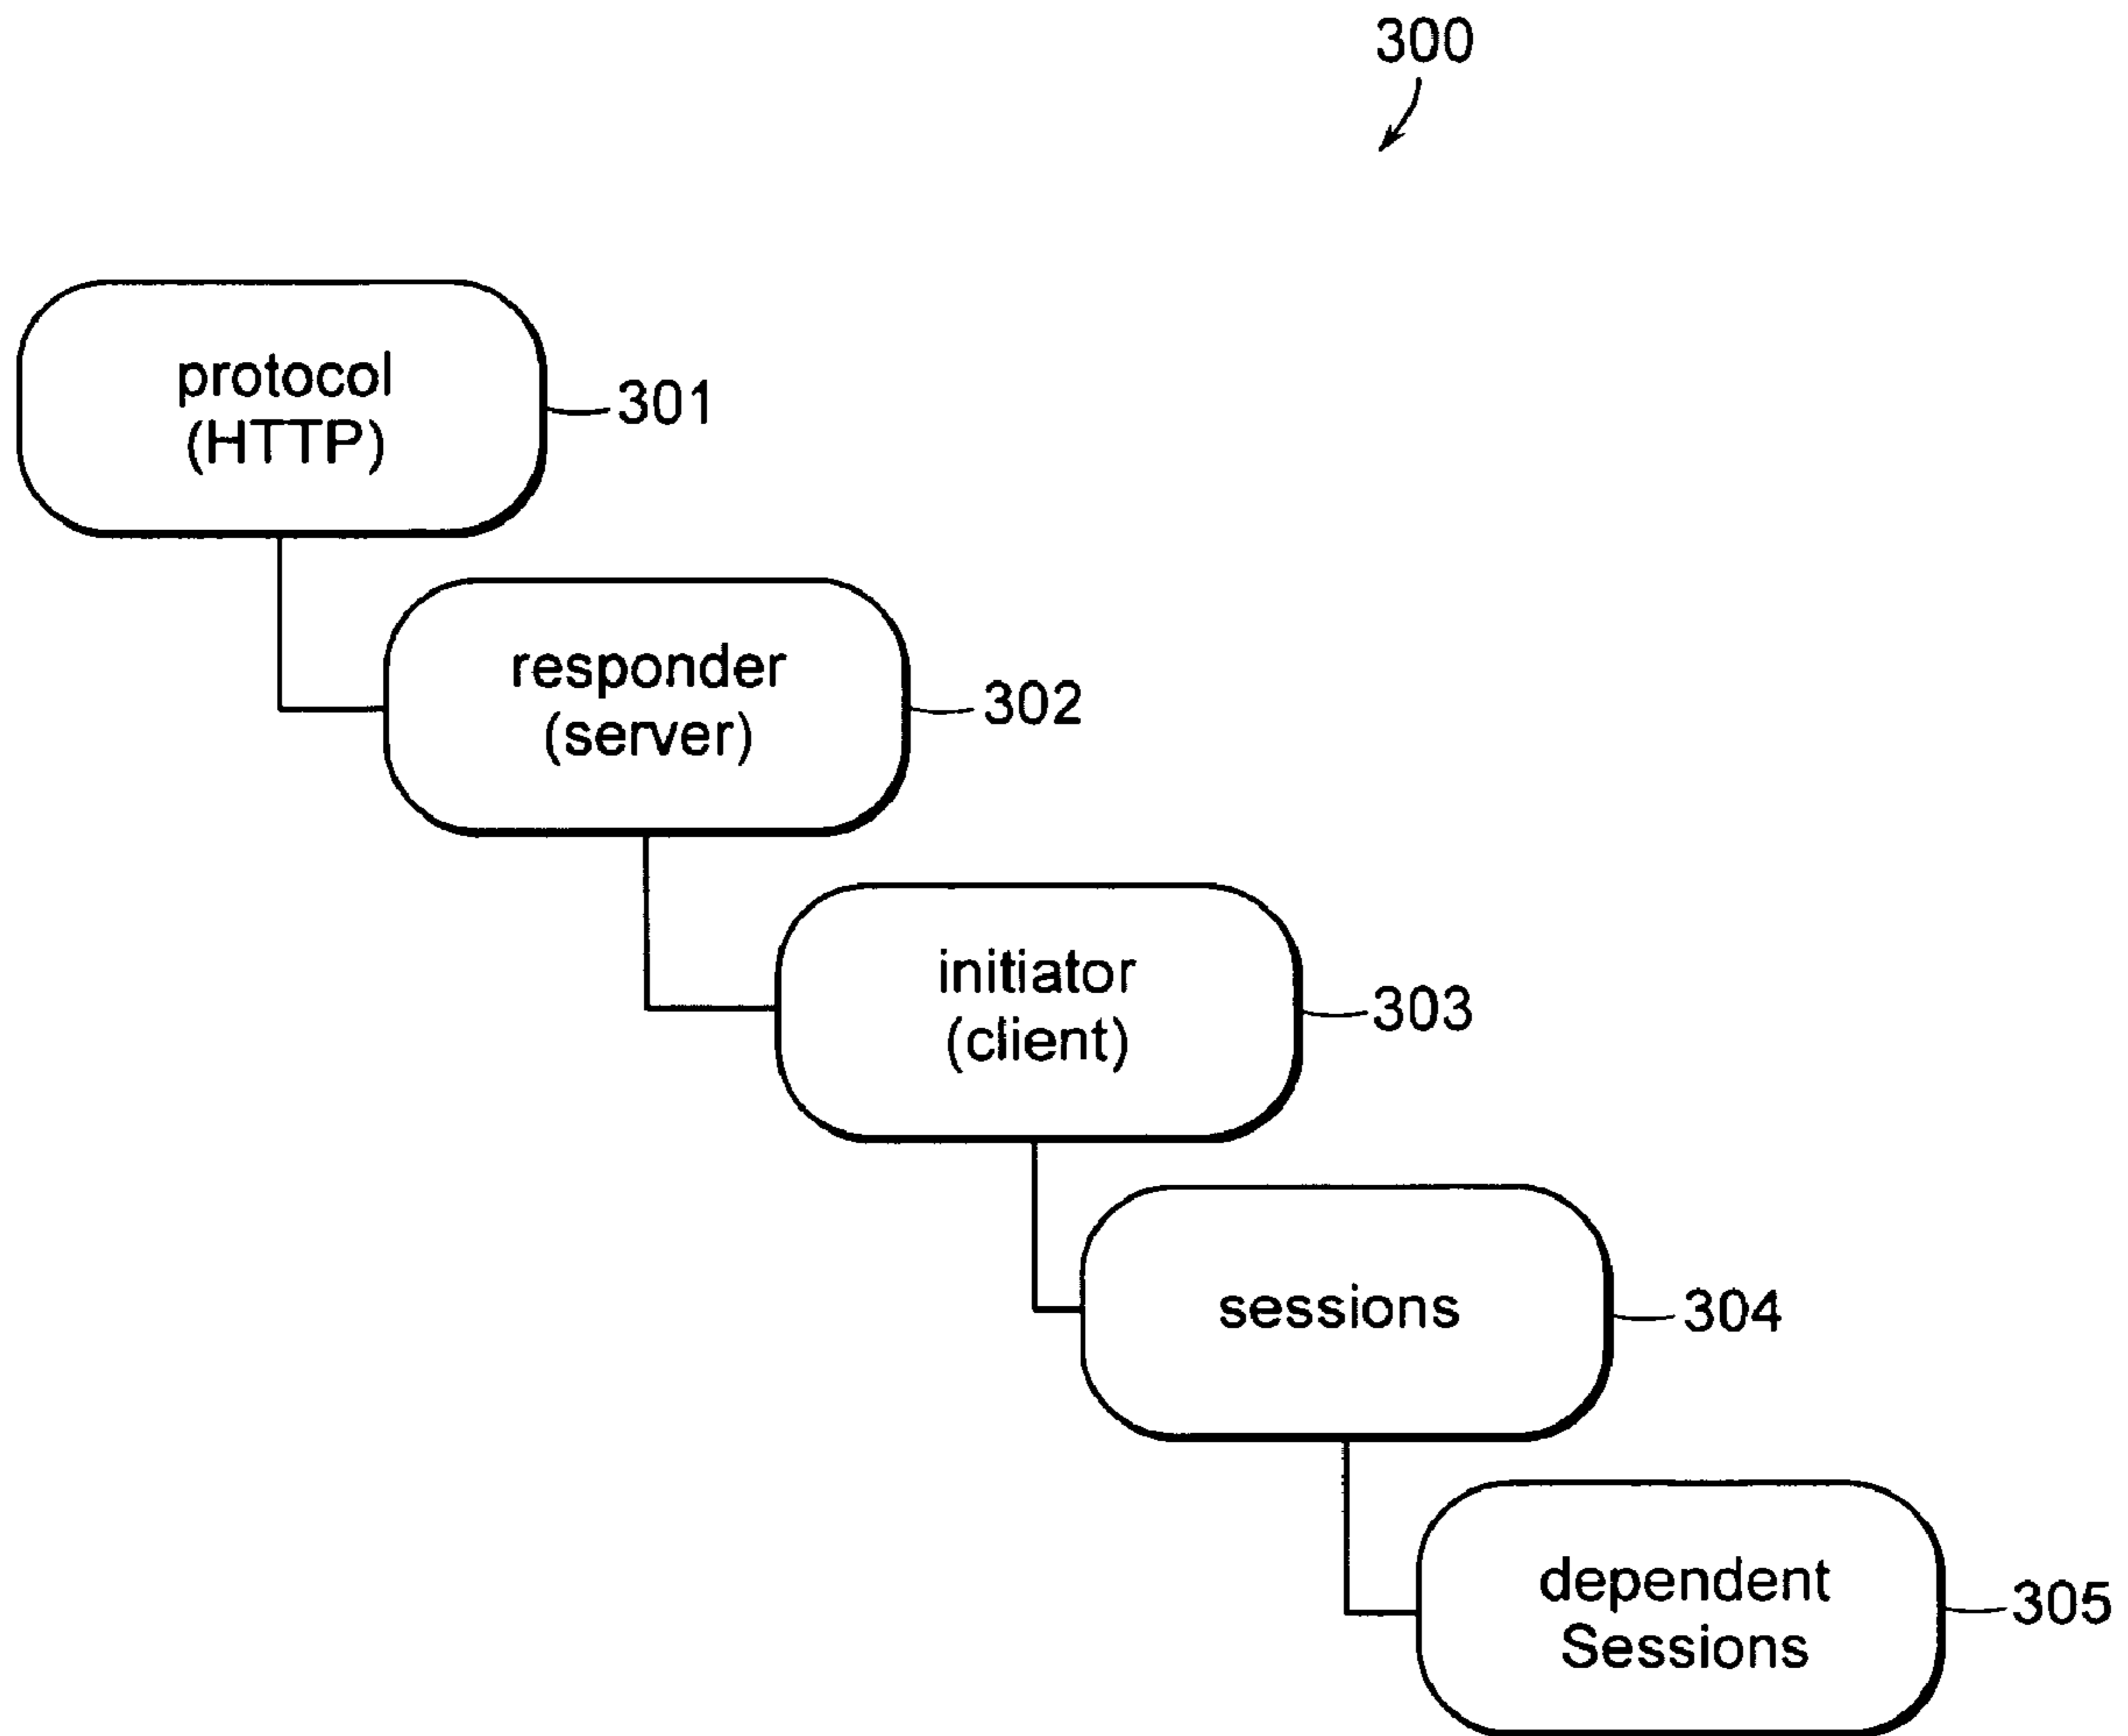 300
protocol
(HTTP)
301
responder
(server)
302
initiator
(client)
303
sessions
304
dependent
Sessions
305